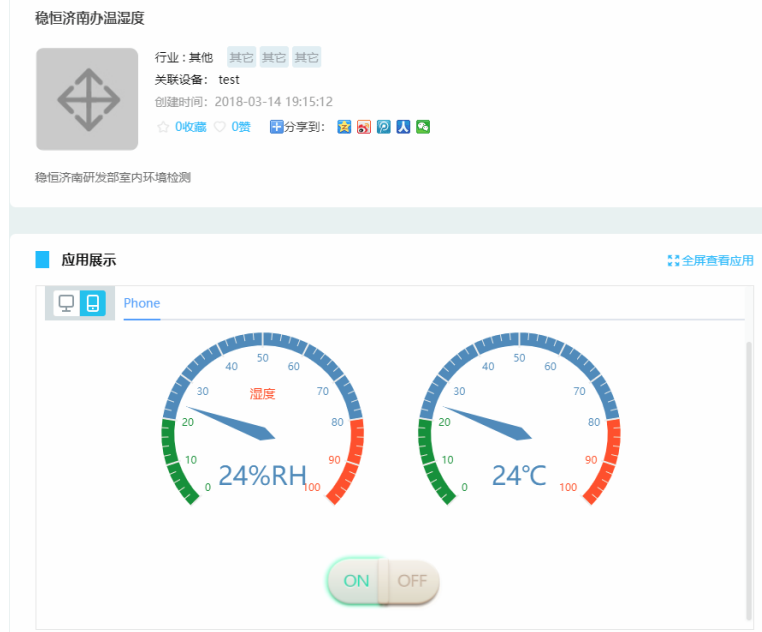 稳恒济南办温湿度
行业 : 其他 其它 其它 其它
关联设备： test
创建时间：2018-03-14 19:15:12
0收藏 0赞 分享到：
稳恒济南研发部室内环境检测
应用展示
全屏查看应用
Phone
0 10 20 30 40 50 60 70 80 90 100
湿度
24%RH
0 10 20 30 40 50 60 70 80 90 100
24℃
ON OFF